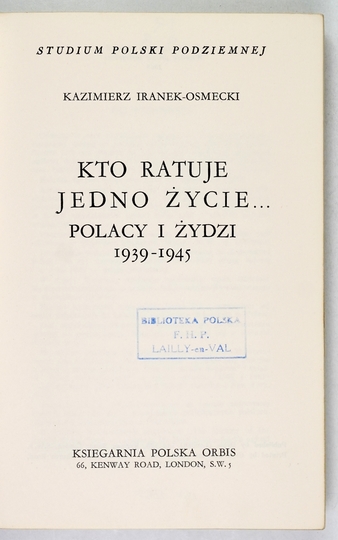 STUDIUM POLSKI PODZIEMNEJ
KAZIMIERZ IRANEK-OSMECKI
KTO RATUJE
JEDNO ŻYCIE...
POLACY I ŻYDZI
1939-1945
BIBLIOTEKA POLSKA
F. H. P.
LAILLY-en-VAL
KSIEGARNIA POLSKA ORBIS
66, KENWAY ROAD, LONDON, S.W. 5